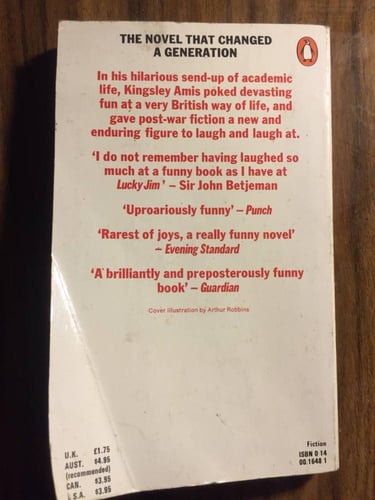 THE NOVEL THAT CHANGED
A GENERATION
In his hilarious send-up of academic
life, Kingsley Amis poked devasting
fun at a very British way of life, and
gave post-war fiction a new and
enduring figure to laugh and laugh at.
‘I do not remember having laughed so
much at a funny book as I have at
Lucky Jim’ – Sir John Betjeman
‘Uproariously funny’ – Punch
‘Rarest of joys, a really funny novel’
– Evening Standard
‘A brilliantly and preposterously funny
book’ – Guardian
Cover illustration by Arthur Robbins
U.K. £1.75
AUST. $4.95
(recommended)
CAN. $3.95
U.S.A. $3.95
Fiction
ISBN 0 14
00.1648 1